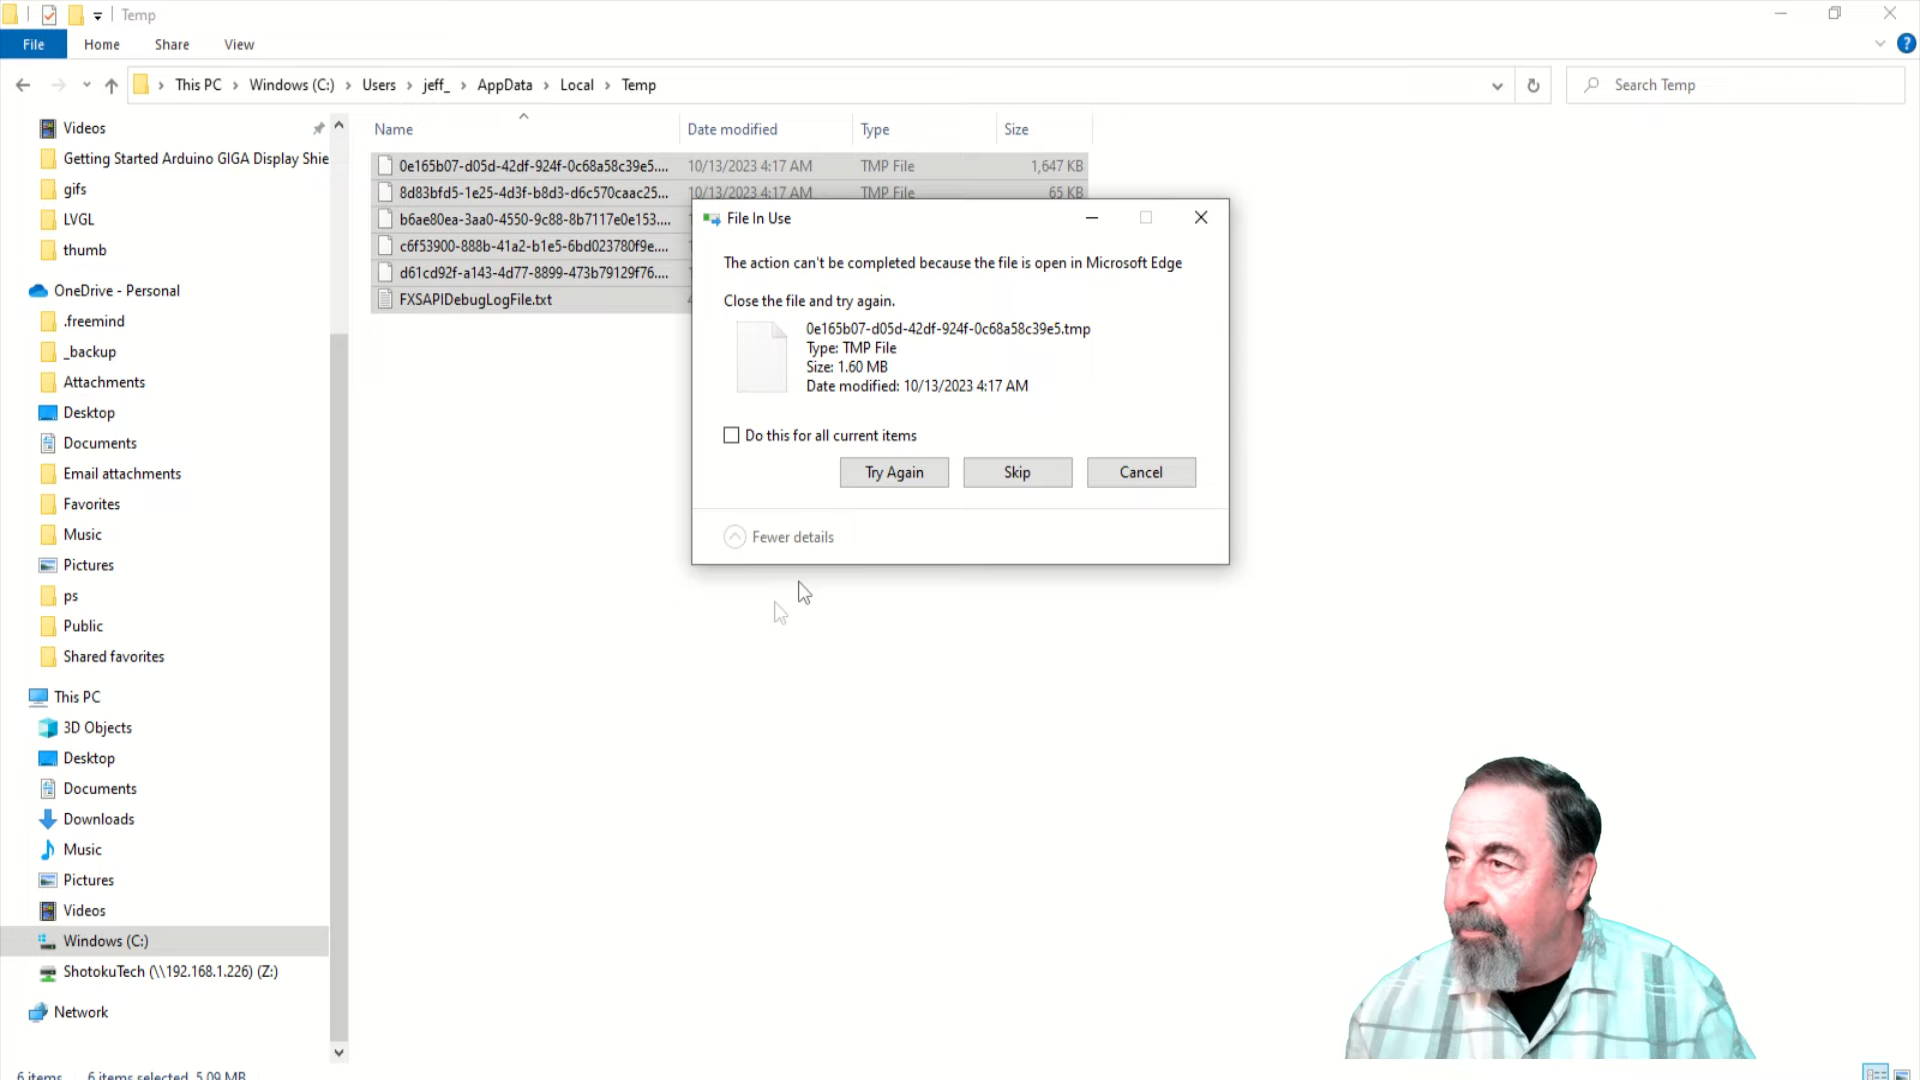 Temp
File
Home
Share
View
This PC
Windows (C:)
Users
jeff_
AppData
Local
Temp
Search Temp
Videos
Getting Started Arduino GIGA Display Shie
gifs
LVGL
thumb
OneDrive - Personal
.freemind
_backup
Attachments
Desktop
Documents
Email attachments
Favorites
Music
Pictures
ps
Public
Shared favorites
This PC
3D Objects
Desktop
Documents
Downloads
Music
Pictures
Videos
Windows (C:)
ShotokuTech (\\192.168.1.226) (Z:)
Network
6 items
6 items selected 5.09 MB
Name
Date modified
Type
Size
0e165b07-d05d-42df-924f-0c68a58c39e5....
10/13/2023 4:17 AM
TMP File
1,647 KB
8d83bfd5-1e25-4d3f-b8d3-d6c570caac25...
10/13/2023 4:17 AM
TMP File
65 KB
b6ae80ea-3aa0-4550-9c88-8b7117e0e153....
c6f53900-888b-41a2-b1e5-6bd023780f9e....
d61cd92f-a143-4d77-8899-473b79129f76....
FXSAPIDebugLogFile.txt
File In Use
The action can't be completed because the file is open in Microsoft Edge
Close the file and try again.
0e165b07-d05d-42df-924f-0c68a58c39e5.tmp
Type: TMP File
Size: 1.60 MB
Date modified: 10/13/2023 4:17 AM
Do this for all current items
Try Again
Skip
Cancel
Fewer details